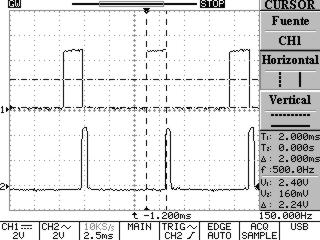 GW STOP CURSOR
Fuente
CH1
Horizontal
Vertical
T₁: 2.000ms
T₂: 0.000s
Δ: 2.000ms
f: 500.0Hz
V₁: 2.40V
V₂: 160mV
Δ: 2.24V
1
2
-1.200ms 150.000Hz
CH1 2V
CH2~ 2V
10KS/s 2.5ms
MAIN
TRIG~ CH2
EDGE AUTO
ACQ SAMPLE
USB